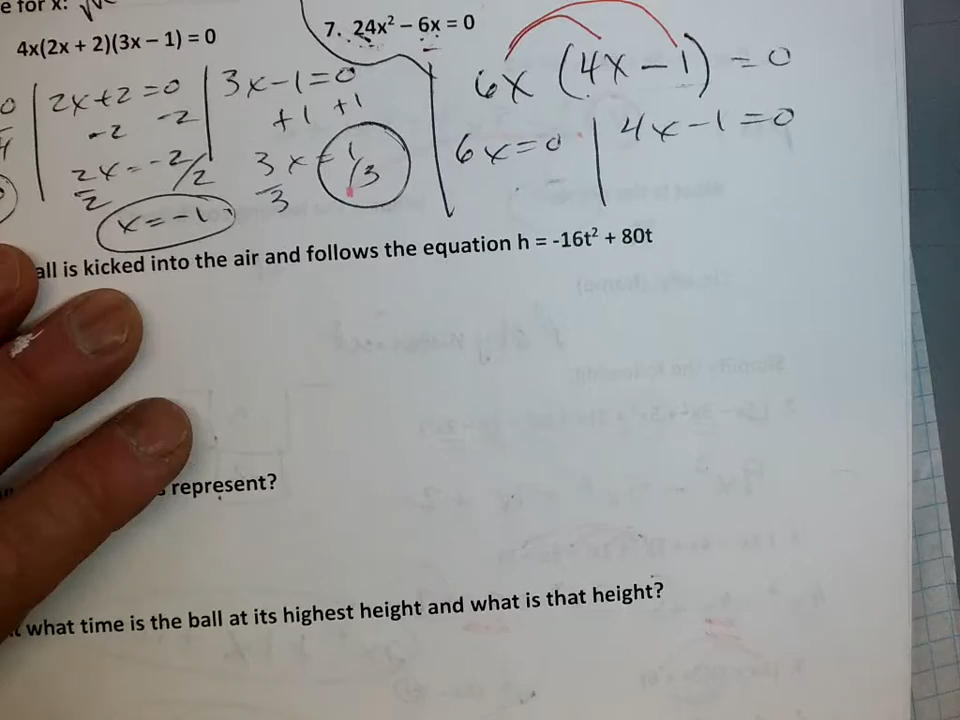 e for x:
4x(2x + 2)(3x – 1) = 0
0 | 2x+2=0 | 3x-1=0
-2 -2 +1 +1
2x=-2/2 3x=1/3
2 3
x=-1
7. 24x² – 6x = 0
6x (4x-1) =0
6x=0 | 4x-1=0
all is kicked into the air and follows the equation h = -16t² + 80t
represent?
what time is the ball at its highest height and what is that height?